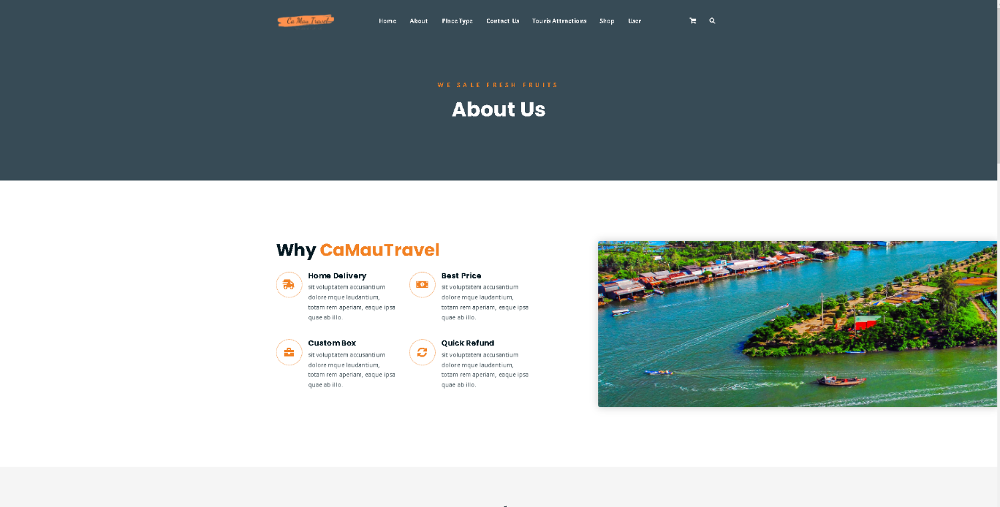 Ca Mau Travel
Home About Place Type Contact Us Touris Attractions Shop User
WE SALE FRESH FRUITS
About Us
Why CaMauTravel
Home Delivery
sit voluptatem accusantium
dolore mque laudantium,
totam rem aperiam, eaque ipsa
quae ab illo.
Best Price
sit voluptatem accusantium
dolore mque laudantium,
totam rem aperiam, eaque ipsa
quae ab illo.
Custom Box
sit voluptatem accusantium
dolore mque laudantium,
totam rem aperiam, eaque ipsa
quae ab illo.
Quick Refund
sit voluptatem accusantium
dolore mque laudantium,
totam rem aperiam, eaque ipsa
quae ab illo.